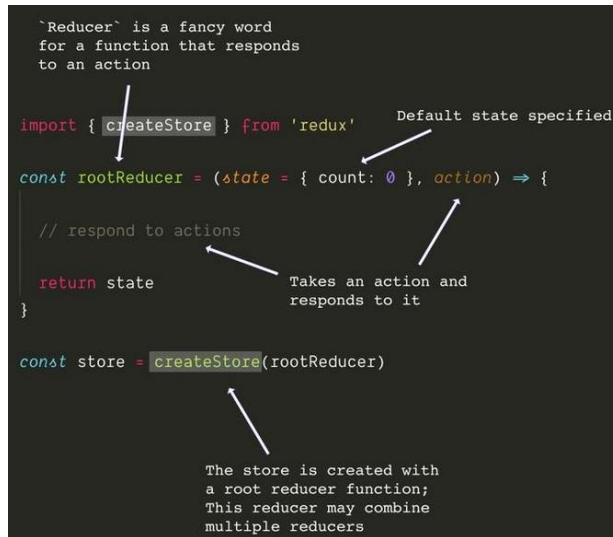 `Reducer` is a fancy word
for a function that responds
to an action
import { createStore } from 'redux'
Default state specified
const rootReducer = (state = { count: 0 }, action) ⇒ {
// respond to actions
Takes an action and
responds to it
return state
}
const store = createStore(rootReducer)
The store is created with
a root reducer function;
This reducer may combine
multiple reducers